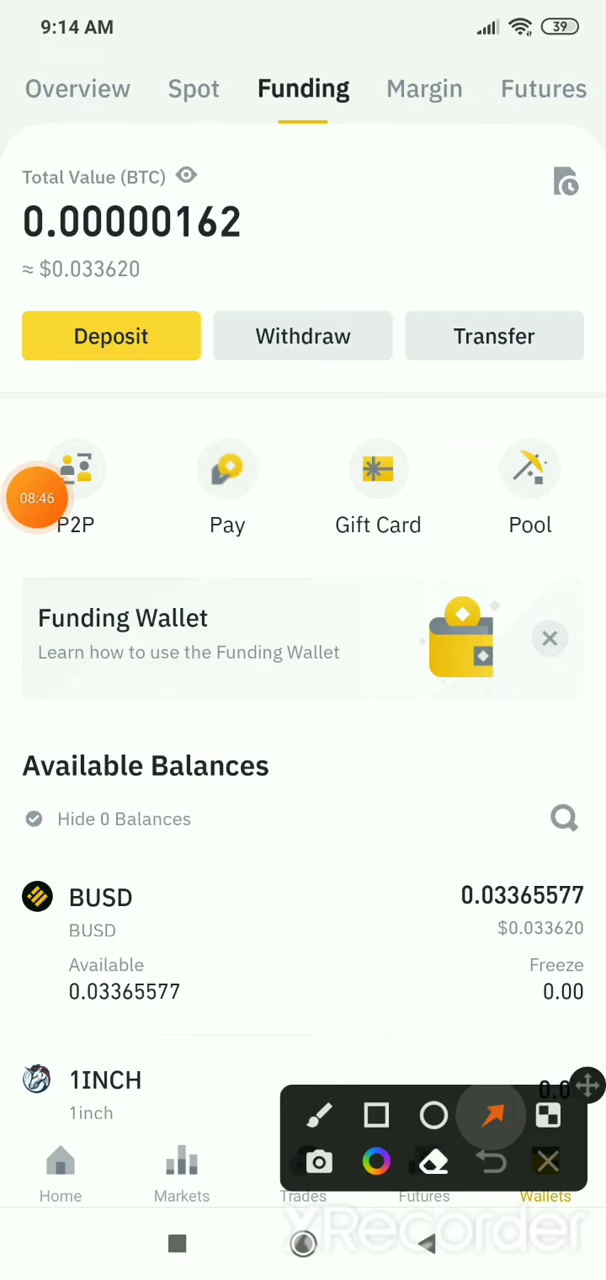 9:14 AM
39
Overview Spot Funding Margin Futures
Total Value (BTC)
0.00000162
≈ $0.033620
Deposit Withdraw Transfer
08:46
P2P Pay Gift Card Pool
Funding Wallet
Learn how to use the Funding Wallet
Available Balances
Hide 0 Balances
BUSD 0.03365577
BUSD $0.033620
Available Freeze
0.03365577 0.00
1INCH 0.0
1inch
Home Markets Trades Futures Wallets
XRecorder